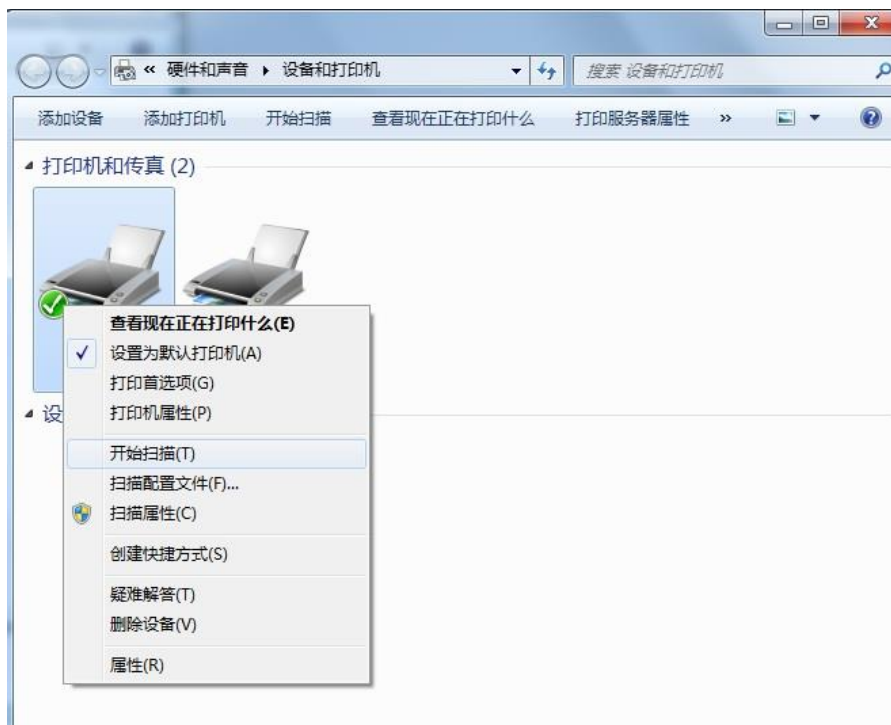 « 硬件和声音 ▸ 设备和打印机 搜索 设备和打印机
添加设备 添加打印机 开始扫描 查看现在正在打印什么 打印服务器属性 »
打印机和传真 (2)
查看现在正在打印什么(E)
设置为默认打印机(A)
打印首选项(G)
打印机属性(P)
设
开始扫描(T)
扫描配置文件(F)...
扫描属性(C)
创建快捷方式(S)
疑难解答(T)
删除设备(V)
属性(R)